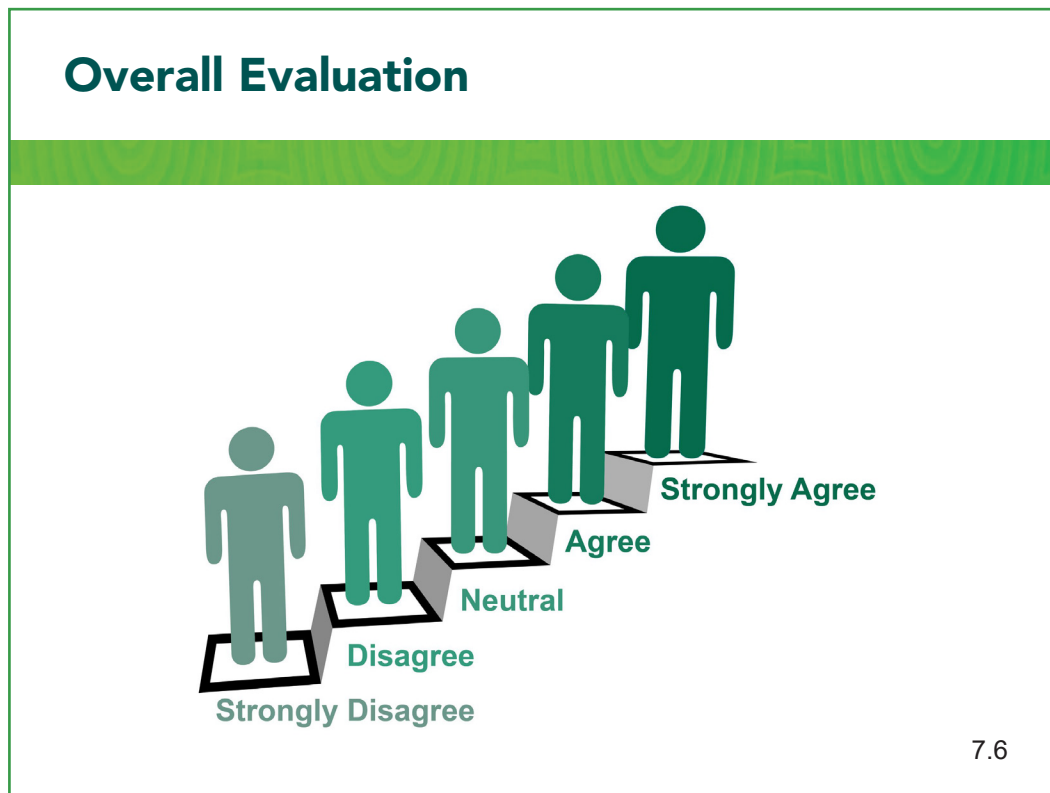 Overall Evaluation
Strongly Agree
Agree
Neutral
Disagree
Strongly Disagree
7.6